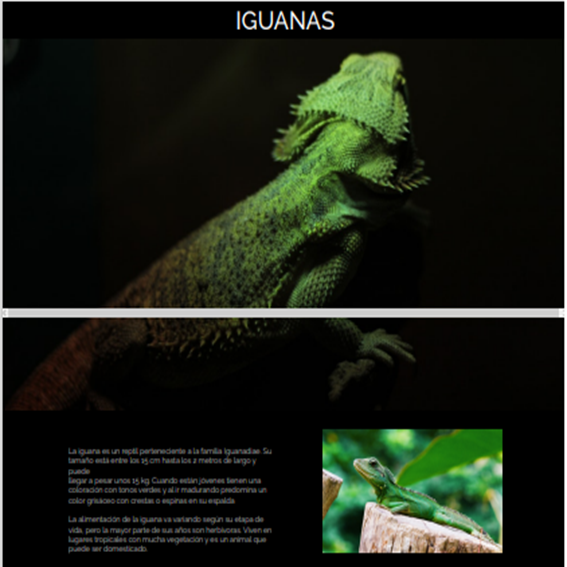 IGUANAS
La iguana es un reptil perteneciente a la familia Iguanadiae. Su
tamaño está entre los 15 cm hasta los 2 metros de largo y
puede
llegar a pesar unos 15 kg. Cuando están jóvenes tienen una
coloración con tonos verdes y al ir madurando predomina un
color grisáceo con crestas o espinas en su espalda.
La alimentación de la iguana va variando según su etapa de
vida, pero la mayor parte de sus años son herbívoras. Viven en
lugares tropicales con mucha vegetación y es un animal que
puede ser domesticado.